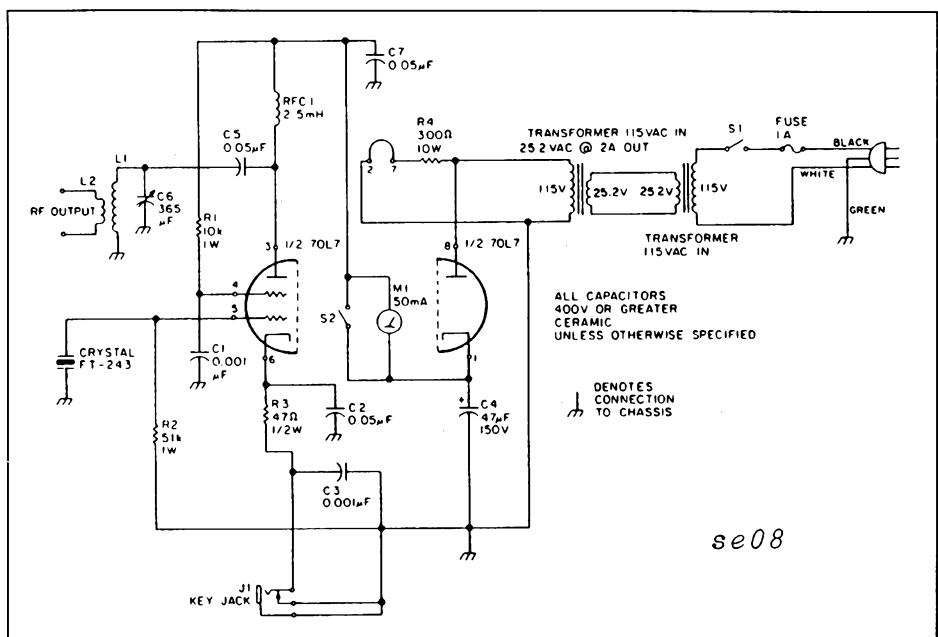 C7
0.05µF
RFC1
2.5mH
C5
0.05µF
L1
L2
RF OUTPUT
C6
365
µF
R1
10k
1W
3
1/2 70L7
4
5
6
CRYSTAL
FT-243
C1
0.001
µF
R2
51k
1W
R3
47Ω
1/2W
C2
0.05µF
C3
0.001µF
J1
KEY JACK
S2
M1
50mA
R4
300Ω
10W
2
7
8
1/2 70L7
1
+
C4
47µF
150V
TRANSFORMER 115VAC IN
25.2VAC @ 2A OUT
115V
25.2V
25.2V
115V
TRANSFORMER
115VAC IN
S1
FUSE
1A
BLACK
WHITE
GREEN
ALL CAPACITORS
400V OR GREATER
CERAMIC
UNLESS OTHERWISE SPECIFIED
DENOTES
CONNECTION
TO CHASSIS
se08